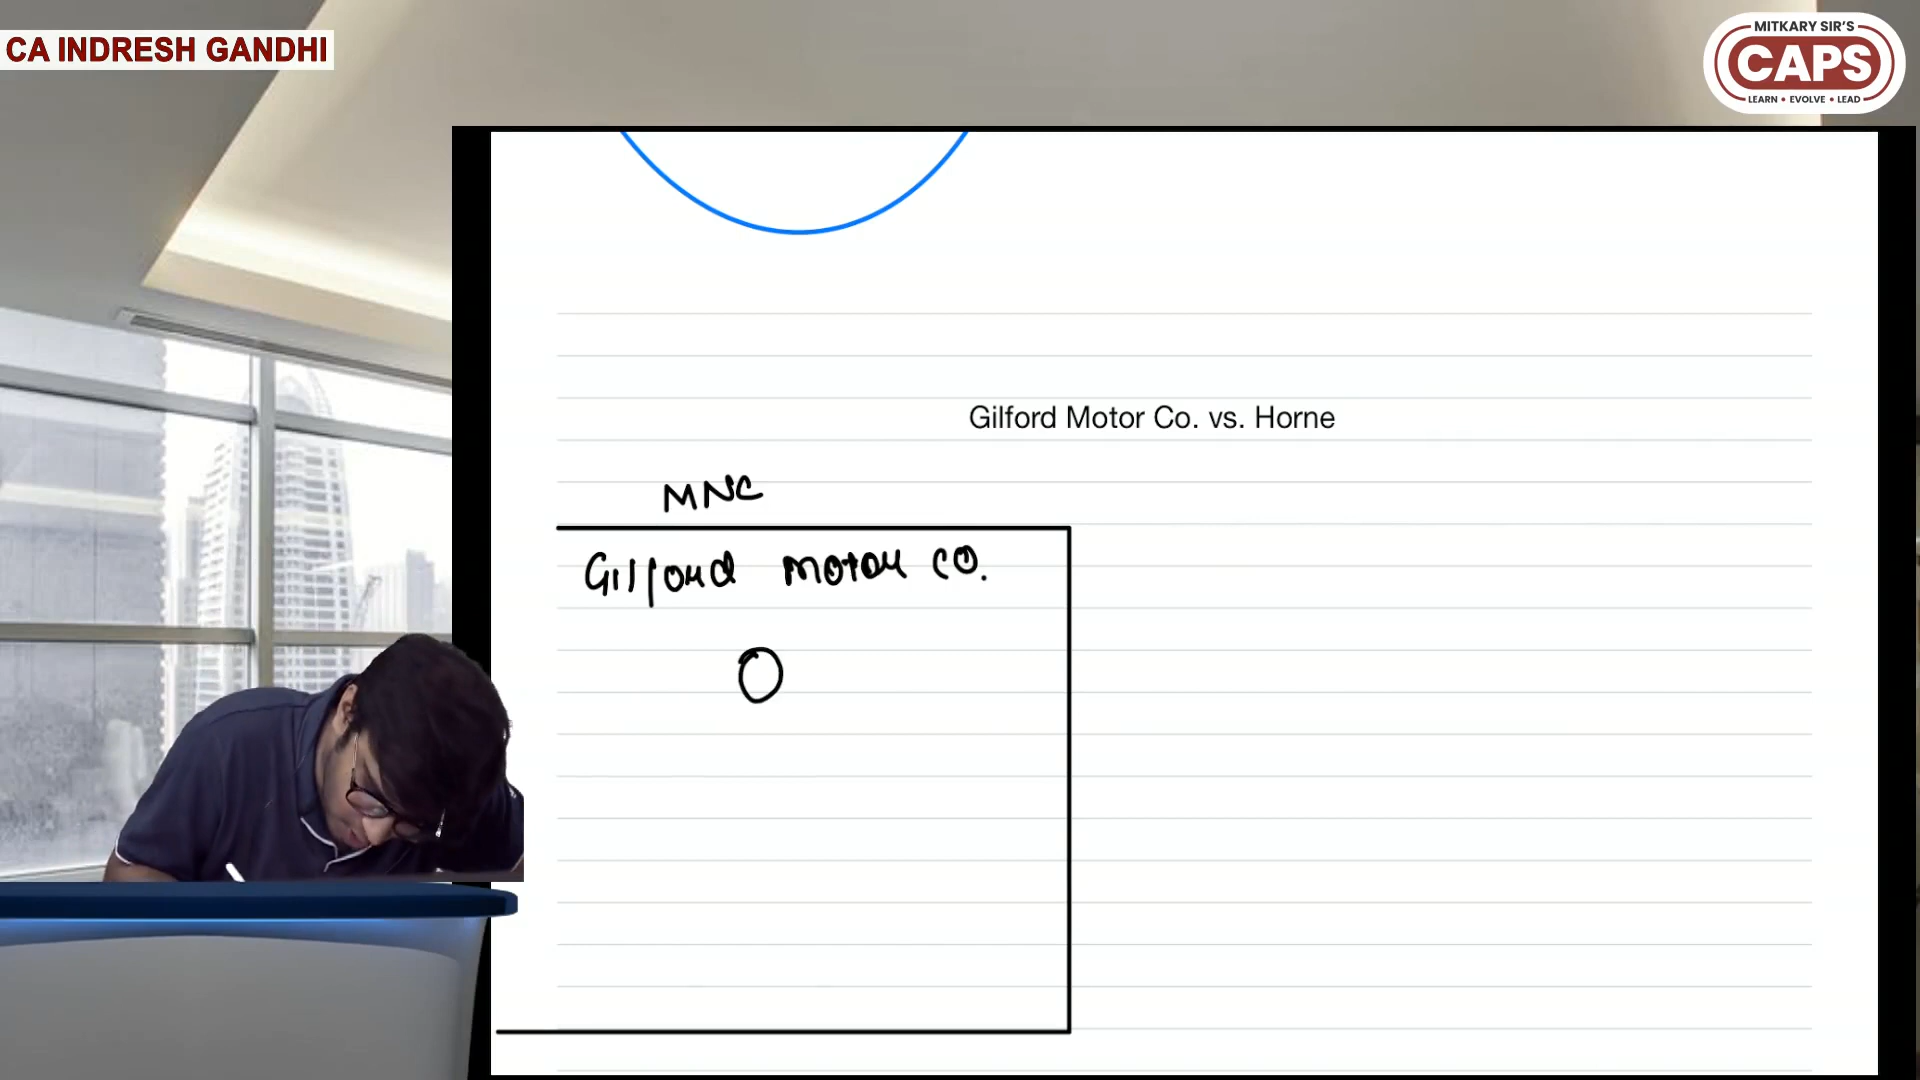 CA INDRESH GANDHI
MITKARY SIR'S
CAPS
LEARN • EVOLVE • LEAD
Gilford Motor Co. vs. Horne
MNC
Gilford Motor CO.